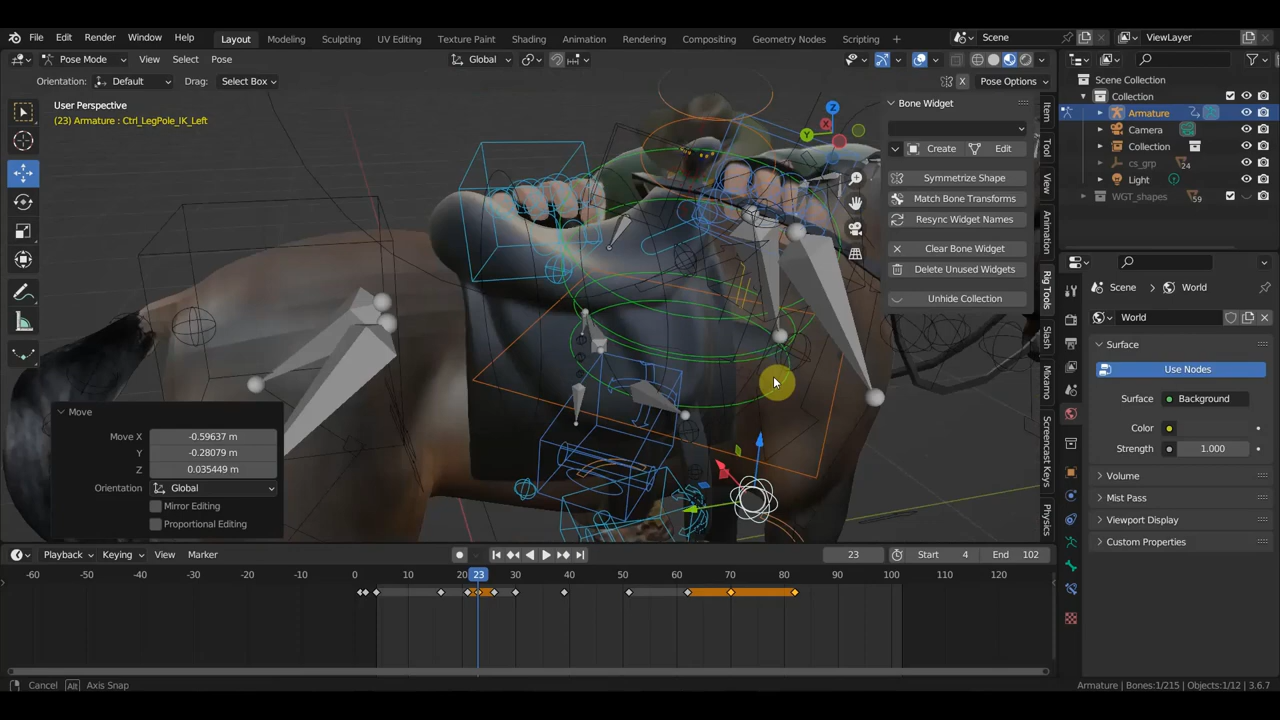 File Edit Render Window Help Layout Modeling Sculpting UV Editing Texture Paint Shading Animation Rendering Compositing Geometry Nodes Scripting + Scene ViewLayer
Pose Mode View Select Pose Global
Orientation: Default Drag: Select Box Pose Options
User Perspective
(23) Armature : Ctrl_LegPole_IK_Left
Z
X
Y
Bone Widget
Create Edit
Symmetrize Shape
Match Bone Transforms
Resync Widget Names
Clear Bone Widget
Delete Unused Widgets
Unhide Collection
Item
Tool
View
Animation
Rig Tools
Slash
Mixamo
Screencast Keys
Physics
Scene Collection
Collection
Armature
Camera
Collection
cs_grp 24
Light
WGT_shapes 59
Scene World
World
Surface
Use Nodes
Surface Background
Color
Strength 1.000
Volume
Mist Pass
Viewport Display
Custom Properties
Move
Move X -0.59637 m
Y -0.28079 m
Z 0.035449 m
Orientation Global
Mirror Editing
Proportional Editing
Playback Keying View Marker 23 Start 4 End 102
-60 -50 -40 -30 -20 -10 0 10 20 23 30 40 50 60 70 80 90 100 110 120
Cancel Alt Axis Snap Armature | Bones:1/215 | Objects:1/12 | 3.6.7